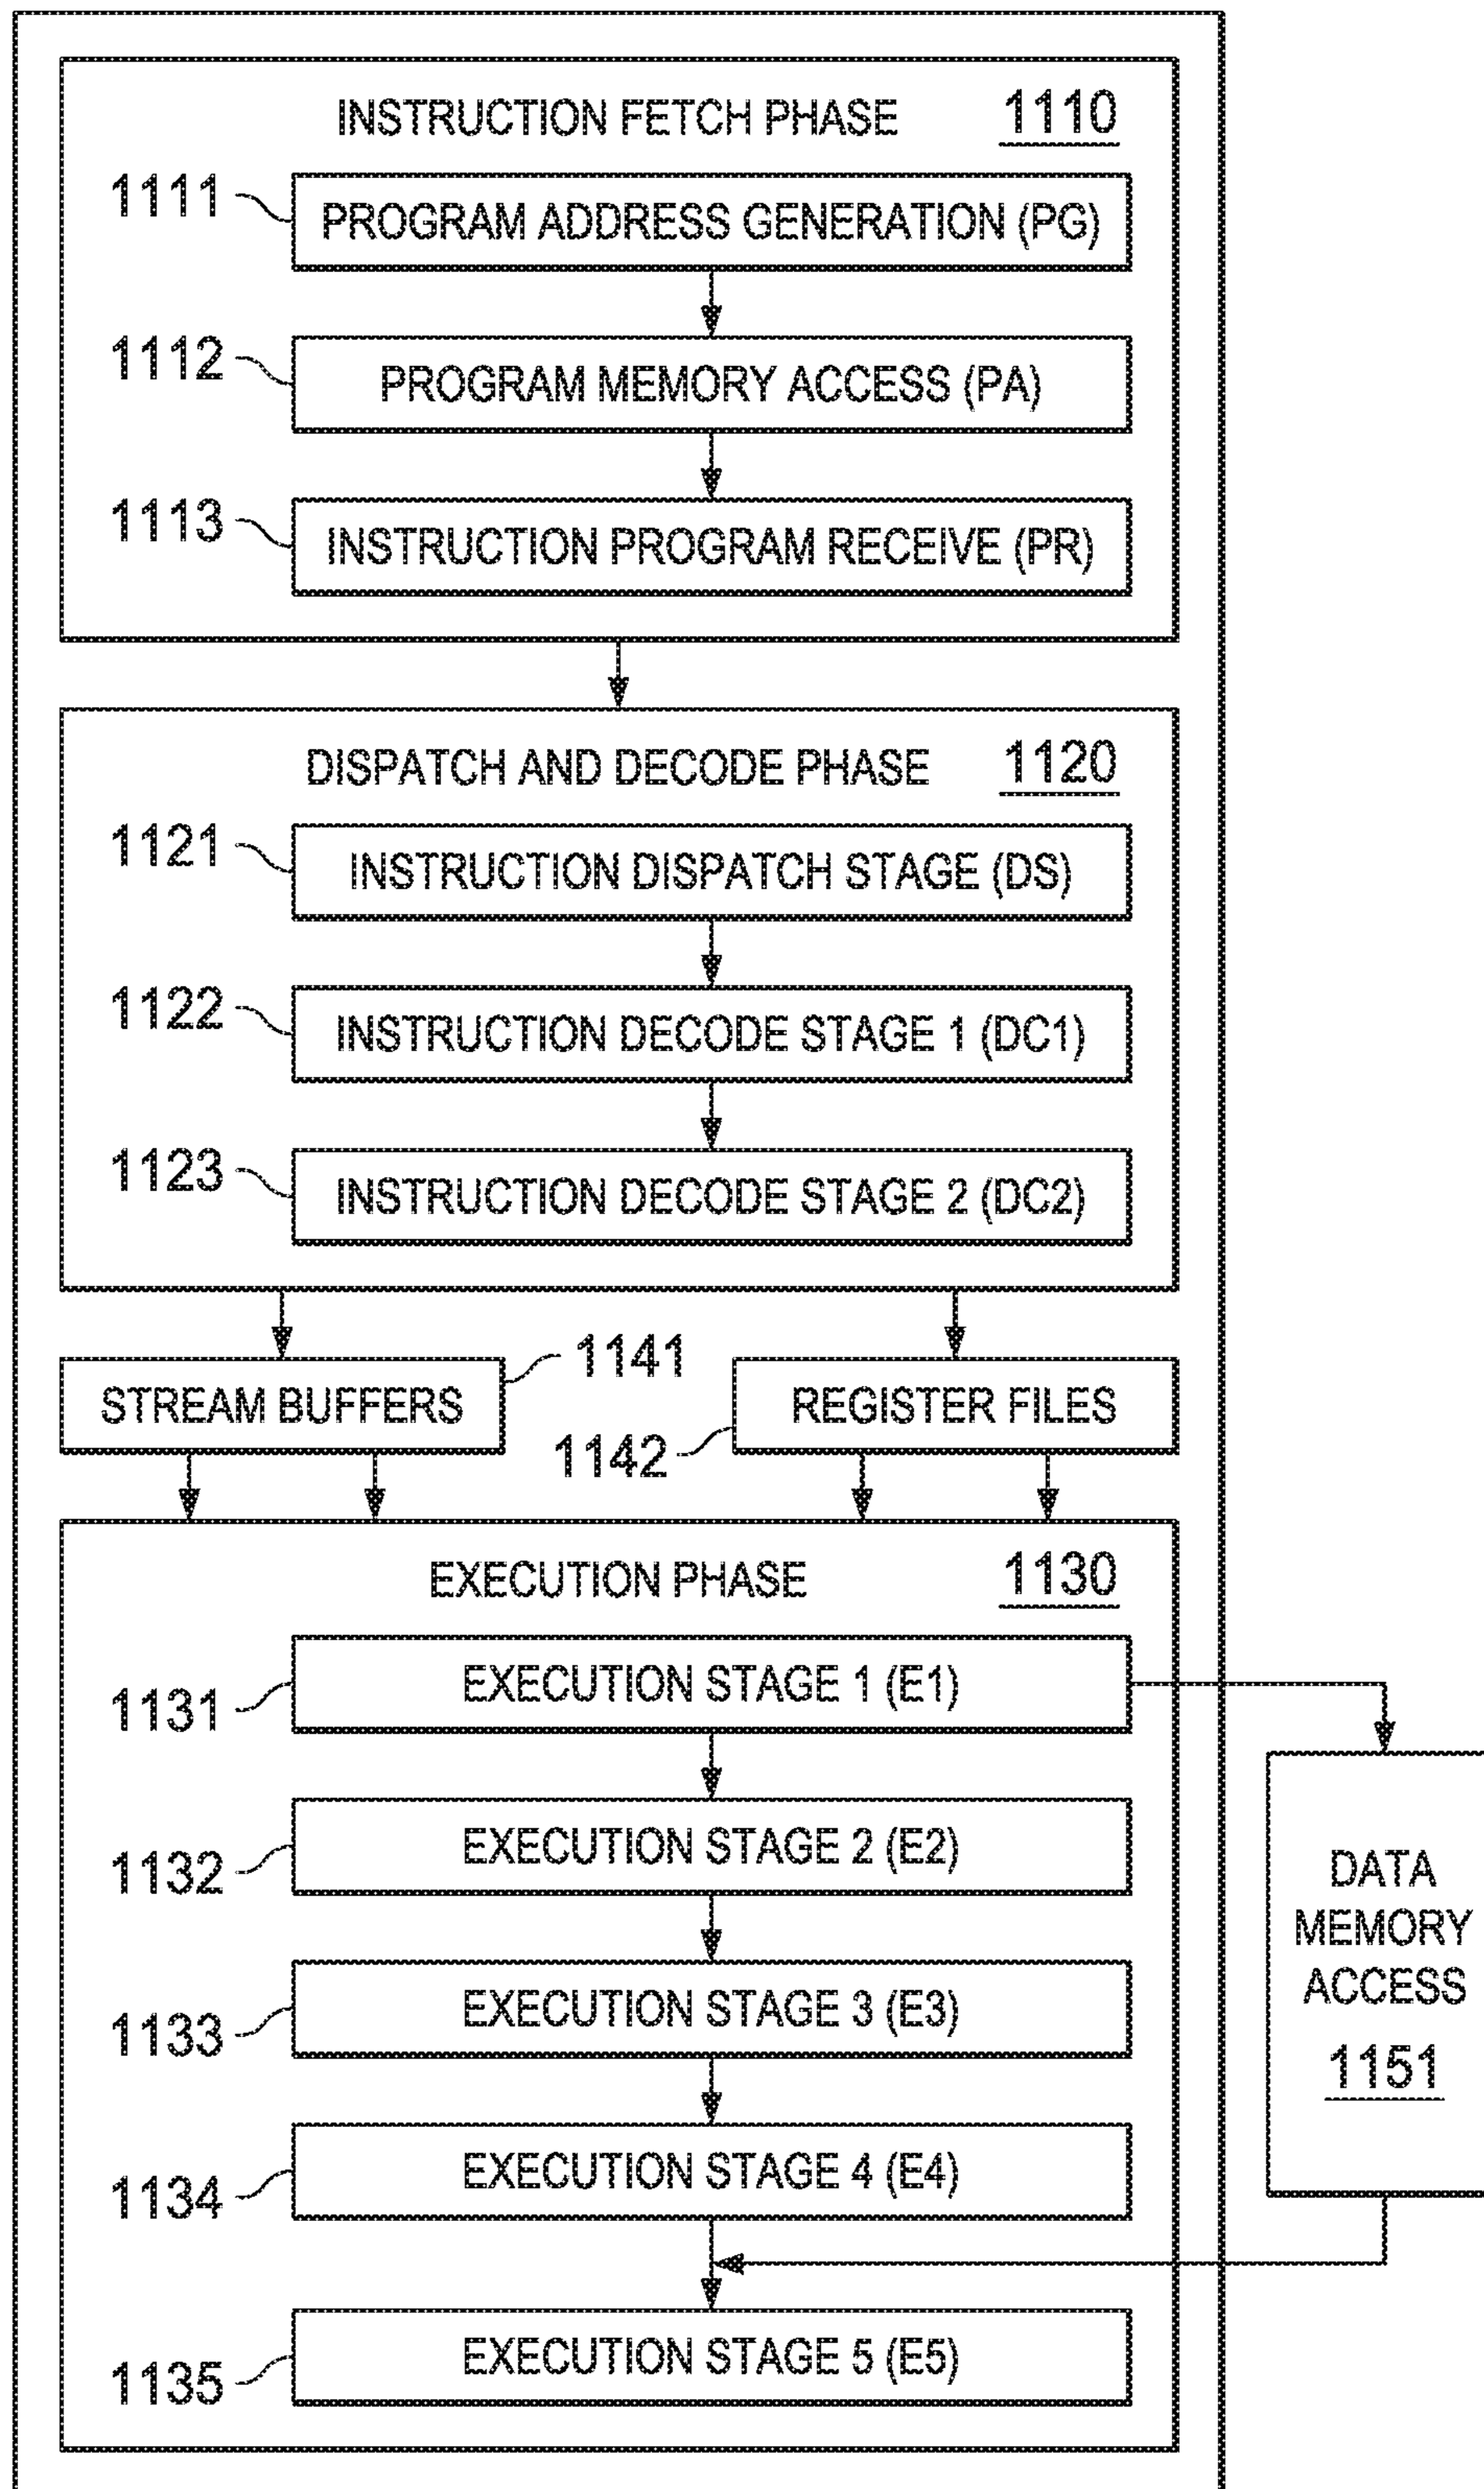 INSTRUCTION FETCH PHASE 1110
1111 PROGRAM ADDRESS GENERATION (PG)
1112 PROGRAM MEMORY ACCESS (PA)
1113 INSTRUCTION PROGRAM RECEIVE (PR)
DISPATCH AND DECODE PHASE 1120
1121 INSTRUCTION DISPATCH STAGE (DS)
1122 INSTRUCTION DECODE STAGE 1 (DC1)
1123 INSTRUCTION DECODE STAGE 2 (DC2)
STREAM BUFFERS 1141
1142 REGISTER FILES
EXECUTION PHASE 1130
1131 EXECUTION STAGE 1 (E1)
1132 EXECUTION STAGE 2 (E2)
1133 EXECUTION STAGE 3 (E3)
1134 EXECUTION STAGE 4 (E4)
1135 EXECUTION STAGE 5 (E5)
DATA
MEMORY
ACCESS
1151